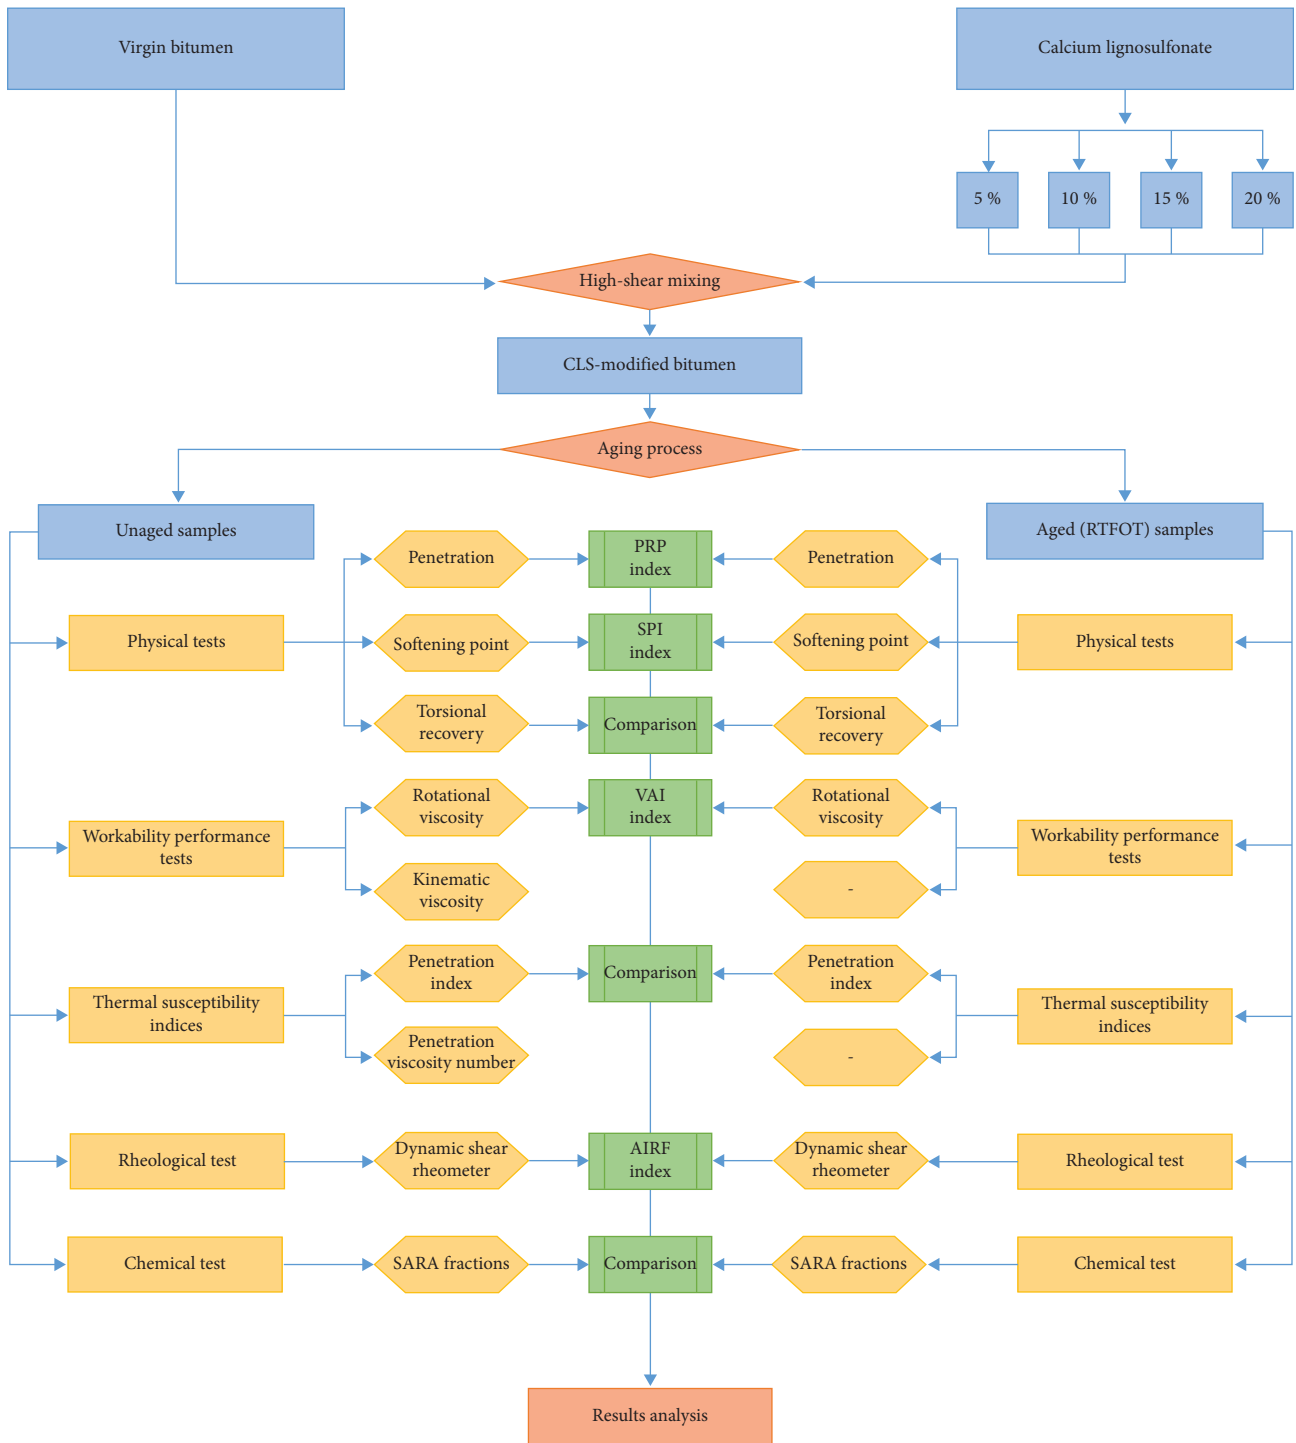 Virgin bitumen
Calcium lignosulfonate
5 %
10 %
15 %
20 %
High-shear mixing
CLS-modified bitumen
Aging process
Unaged samples
Aged (RTFOT) samples
Penetration
PRP
index
Penetration
Physical tests
Softening point
SPI
index
Softening point
Physical tests
Torsional
recovery
Comparison
Torsional
recovery
Rotational
viscosity
VAI
index
Rotational
viscosity
Workability performance
tests
Workability performance
tests
Kinematic
viscosity
-
Penetration
index
Comparison
Penetration
index
Thermal susceptibility
indices
Thermal susceptibility
indices
Penetration
viscosity number
-
Rheological test
Dynamic shear
rheometer
AIRF
index
Dynamic shear
rheometer
Rheological test
Chemical test
SARA fractions
Comparison
SARA fractions
Chemical test
Results analysis